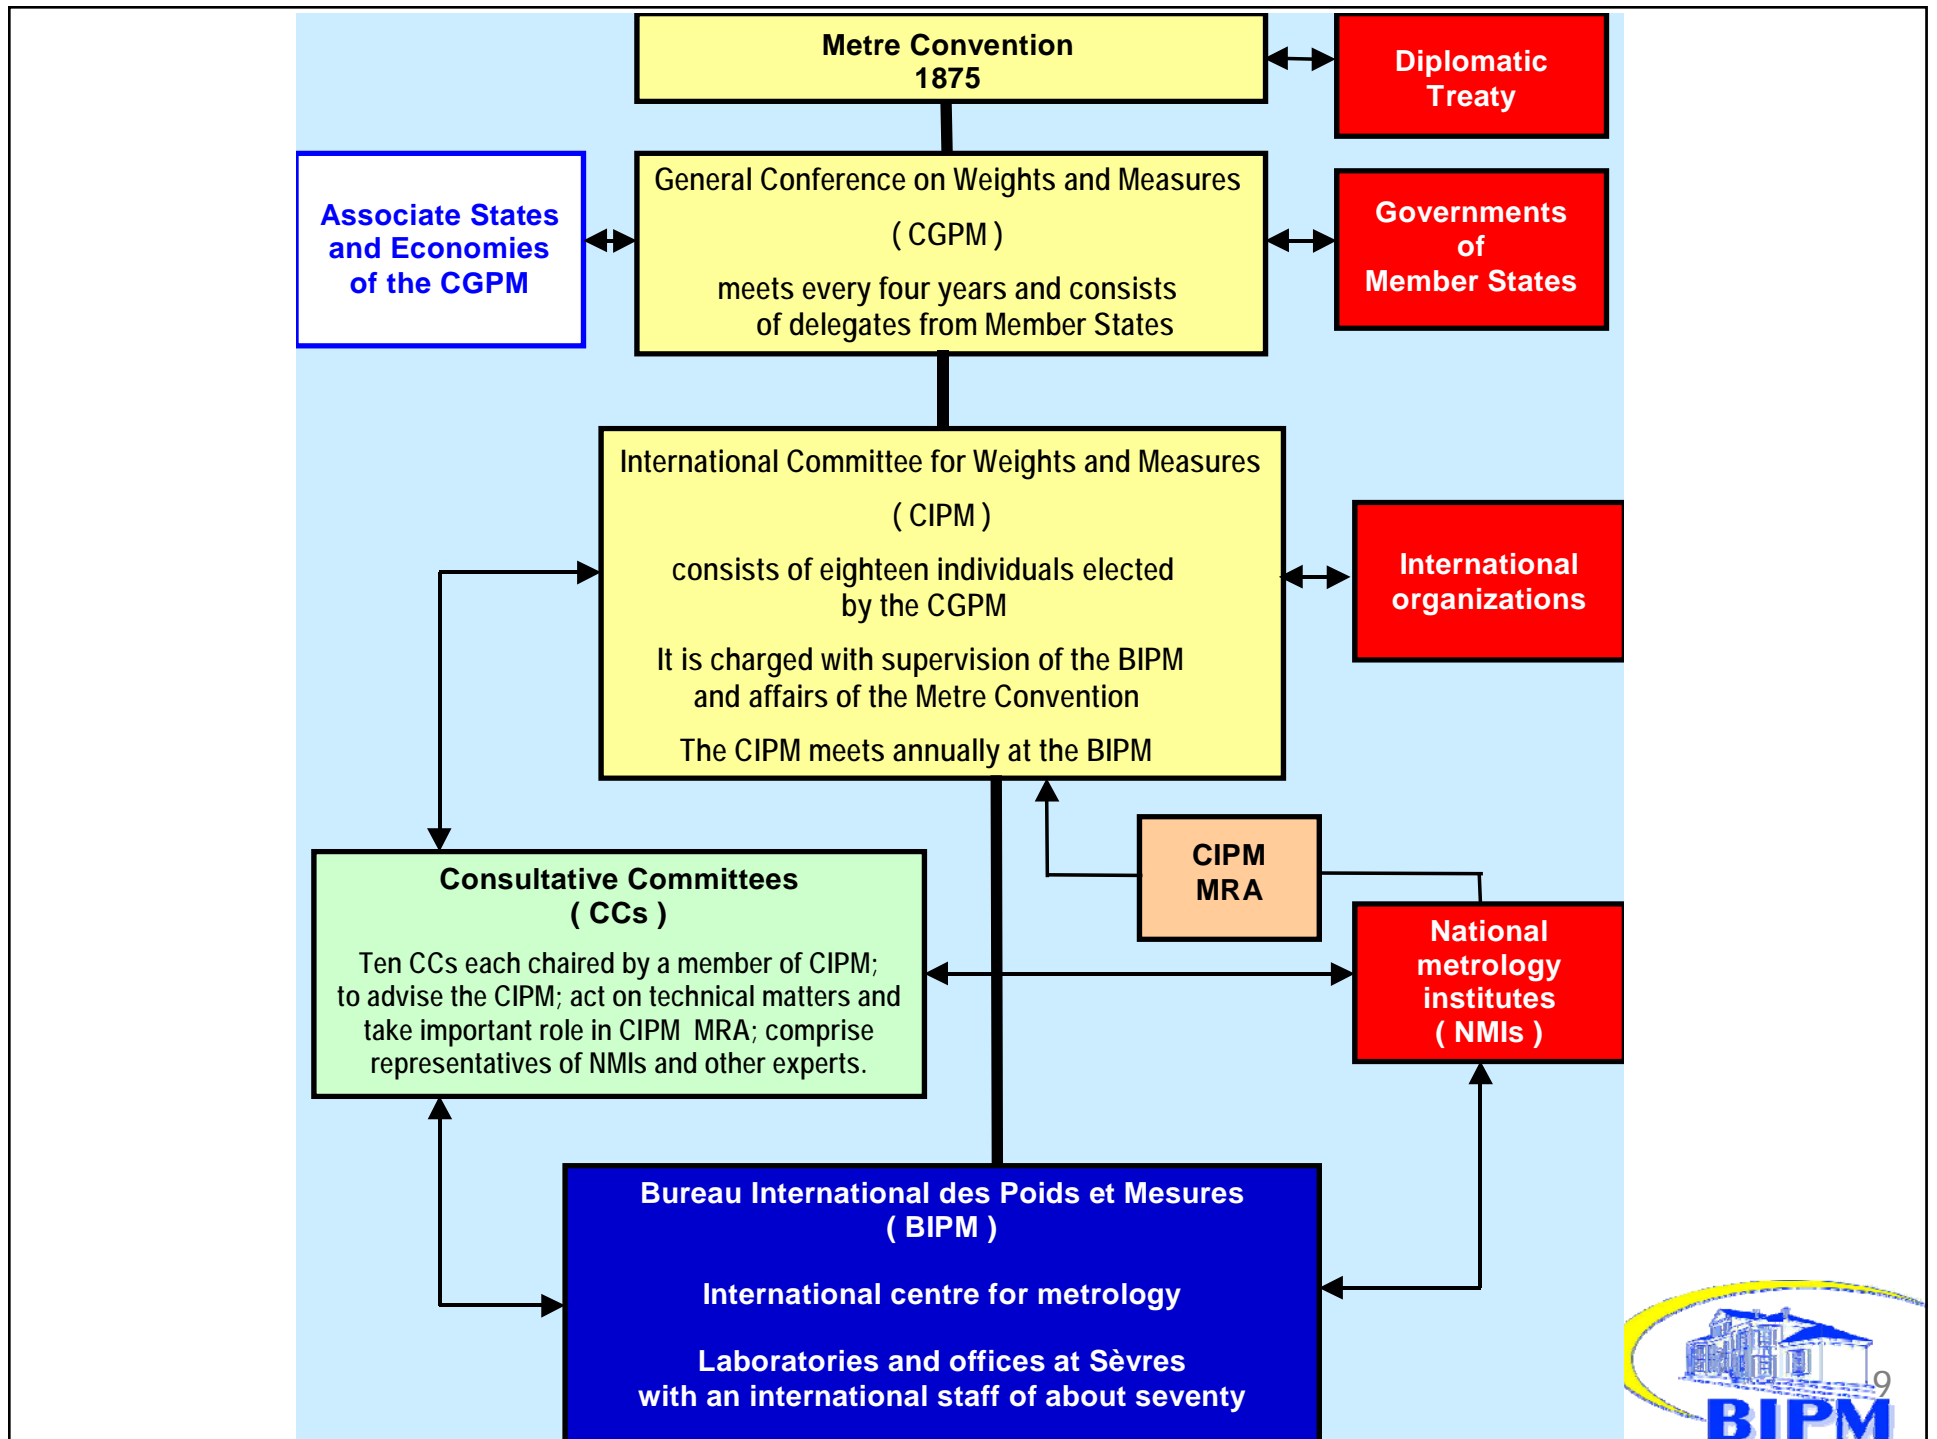 Metre Convention
1875
Diplomatic
Treaty
Associate States
and Economies
of the CGPM
General Conference on Weights and Measures
( CGPM )
meets every four years and consists
of delegates from Member States
Governments
of
Member States
International Committee for Weights and Measures
( CIPM )
consists of eighteen individuals elected
by the CGPM
It is charged with supervision of the BIPM
and affairs of the Metre Convention
The CIPM meets annually at the BIPM
International
organizations
CIPM
MRA
Consultative Committees
( CCs )
Ten CCs each chaired by a member of CIPM;
to advise the CIPM; act on technical matters and
take important role in CIPM MRA; comprise
representatives of NMIs and other experts.
National
metrology
institutes
( NMIs )
Bureau International des Poids et Mesures
( BIPM )
International centre for metrology
Laboratories and offices at Sèvres
with an international staff of about seventy
9
BIPM